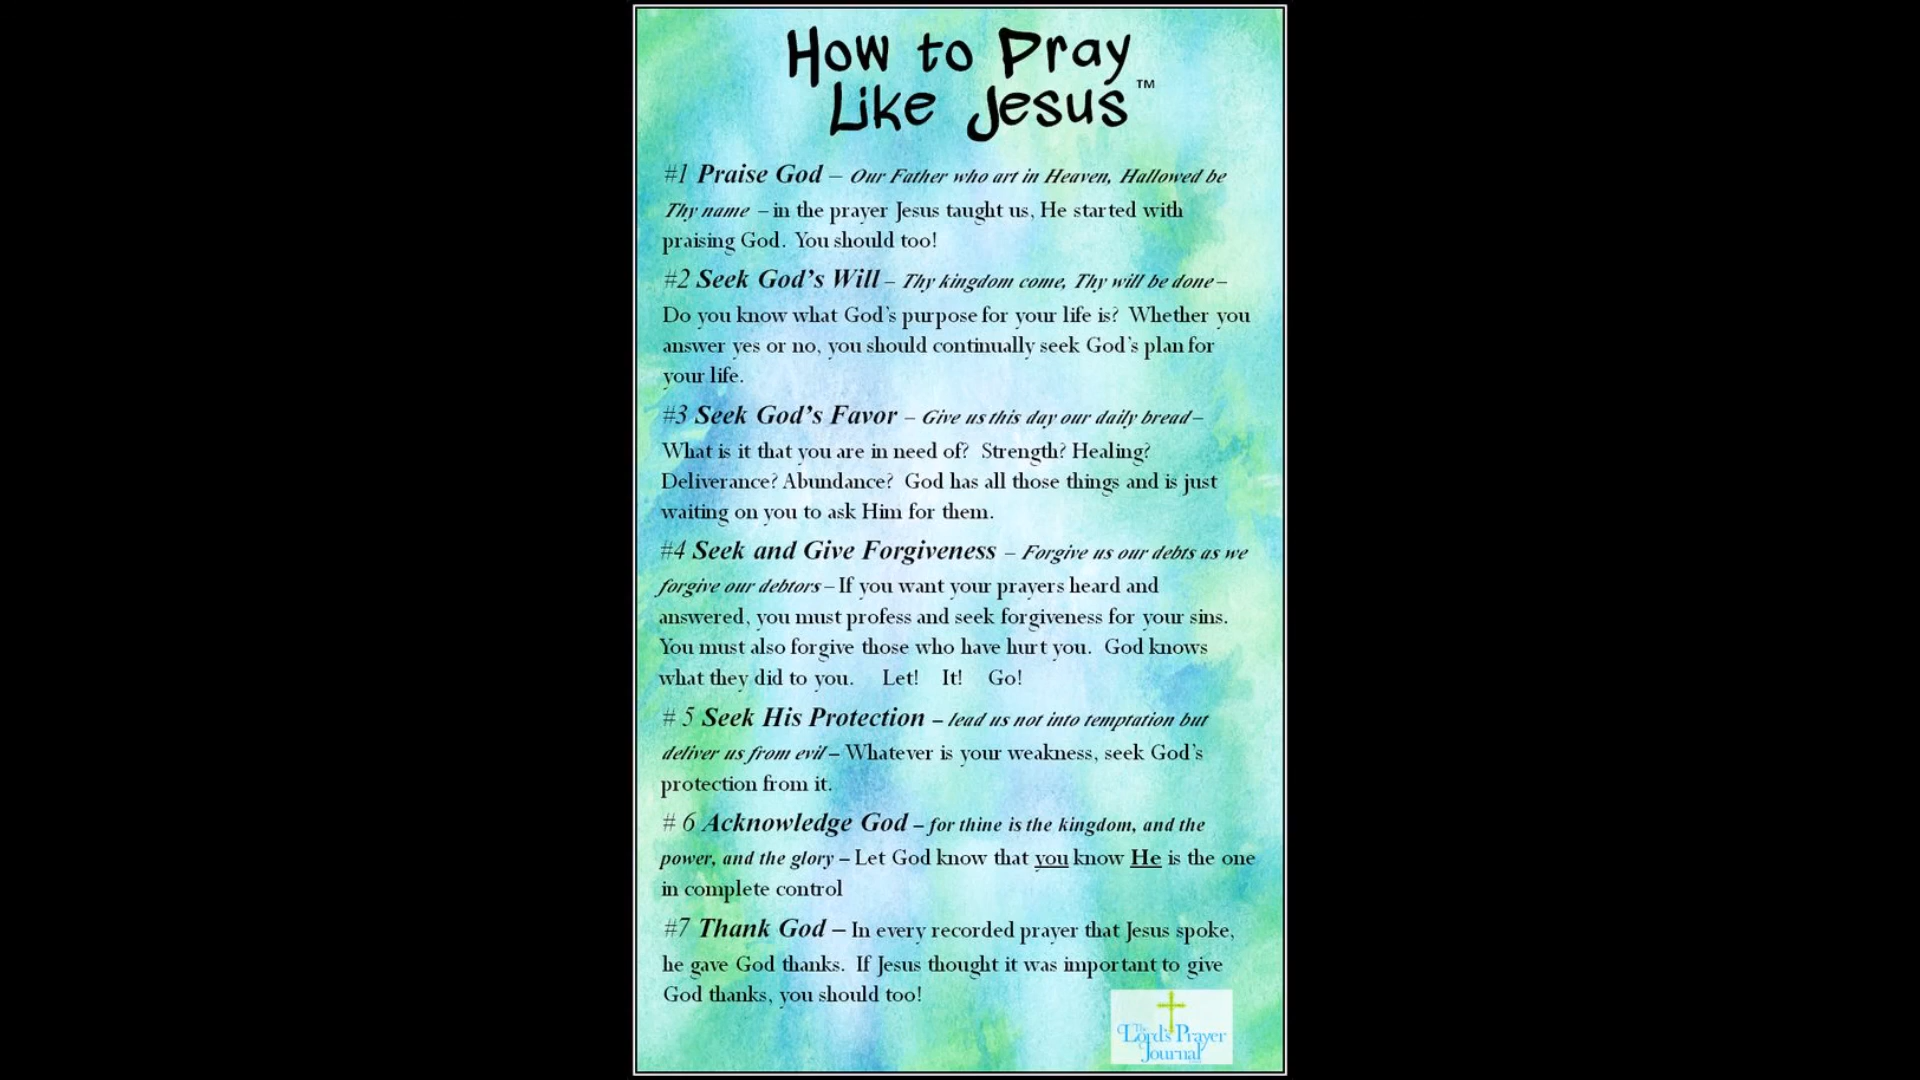 How to Pray
Like Jesus™
#1 Praise God – Our Father who art in Heaven, Hallowed be
Thy name – in the prayer Jesus taught us, He started with
praising God. You should too!
#2 Seek God's Will – Thy kingdom come, Thy will be done –
Do you know what God's purpose for your life is? Whether you
answer yes or no, you should continually seek God's plan for
your life.
#3 Seek God's Favor – Give us this day our daily bread –
What is it that you are in need of? Strength? Healing?
Deliverance? Abundance? God has all those things and is just
waiting on you to ask Him for them.
#4 Seek and Give Forgiveness – Forgive us our debts as we
forgive our debtors – If you want your prayers heard and
answered, you must profess and seek forgiveness for your sins.
You must also forgive those who have hurt you. God knows
what they did to you. Let! It! Go!
# 5 Seek His Protection – lead us not into temptation but
deliver us from evil – Whatever is your weakness, seek God's
protection from it.
# 6 Acknowledge God – for thine is the kingdom, and the
power, and the glory – Let God know that you know He is the one
in complete control
#7 Thank God – In every recorded prayer that Jesus spoke,
he gave God thanks. If Jesus thought it was important to give
God thanks, you should too!
The
Lord's Prayer
Journal